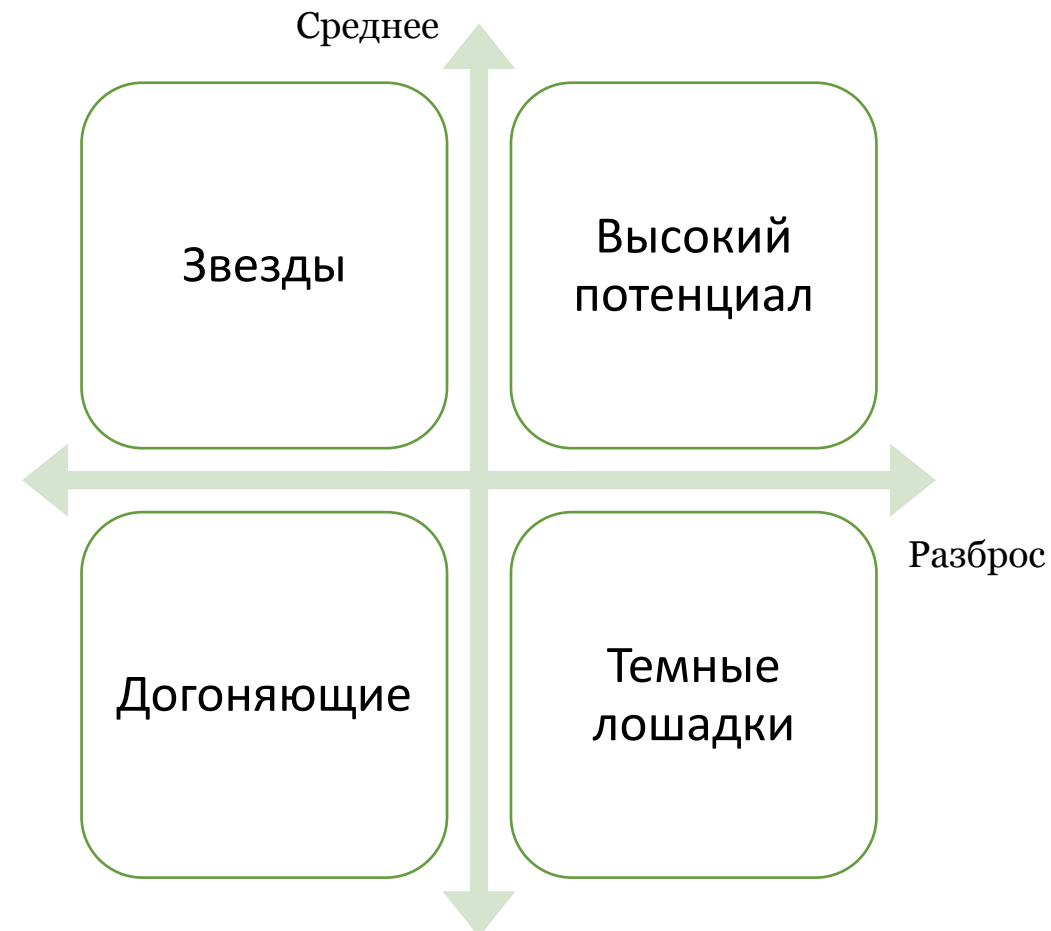 Среднее
Звезды
Высокий
потенциал
Разброс
Догоняющие
Темные
лошадки